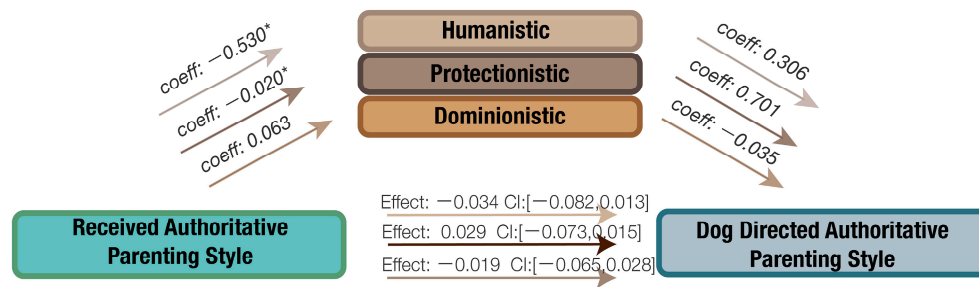 Humanistic
Protectionistic
Dominionistic
coeff: −0.530*
coeff: −0.020*
coeff: 0.063
coeff: 0.306
coeff: 0.701
coeff: −0.035
Received Authoritative
Parenting Style
Effect: −0.034 CI:[−0.082,0.013]
Effect: 0.029 CI:[−0.073,0.015]
Effect: −0.019 CI:[−0.065,0.028]
Dog Directed Authoritative
Parenting Style